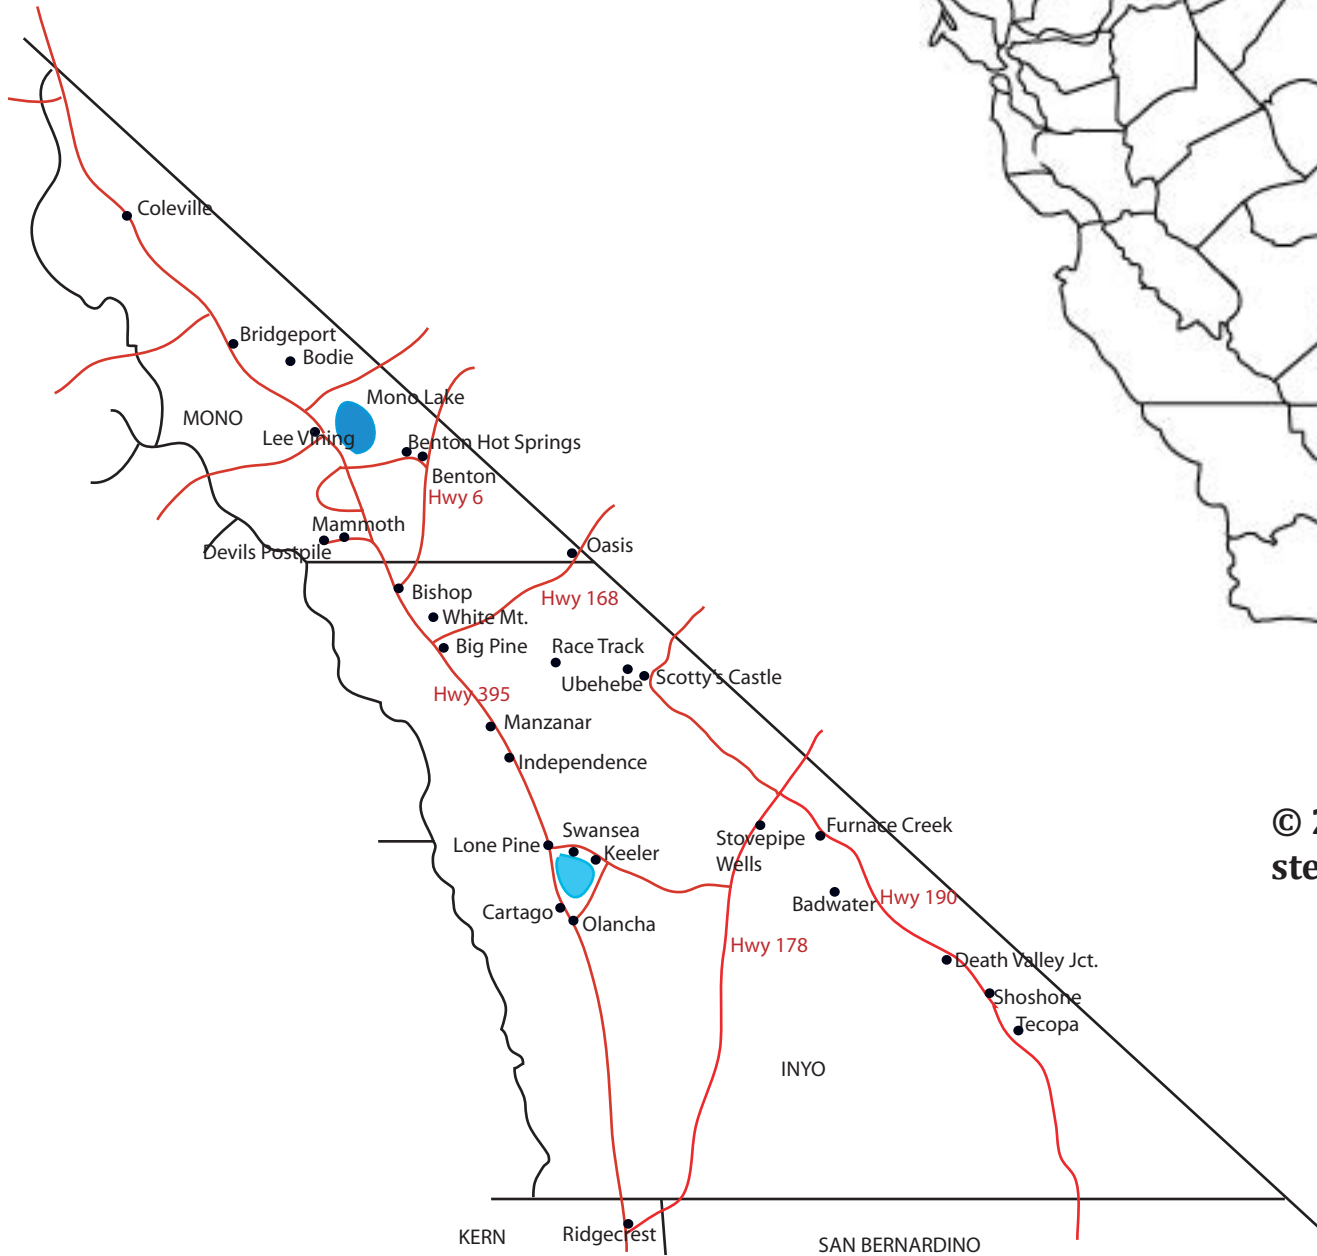 Coleville
Bridgeport
Bodie
Mono Lake
MONO
Lee Vining
Benton Hot Springs
Benton
Hwy 6
Mammoth
Devils Postpile
Oasis
Bishop
Hwy 168
White Mt.
Big Pine
Race Track
Ubehebe
Scotty's Castle
Hwy 395
Manzanar
Independence
Lone Pine
Swansea
Keeler
Stovepipe
Wells
Furnace Creek
© 2
ste
Cartago
Olancha
Badwater
Hwy 190
Hwy 178
Death Valley Jct.
Shoshone
Tecopa
INYO
KERN
Ridgecrest
SAN BERNARDINO